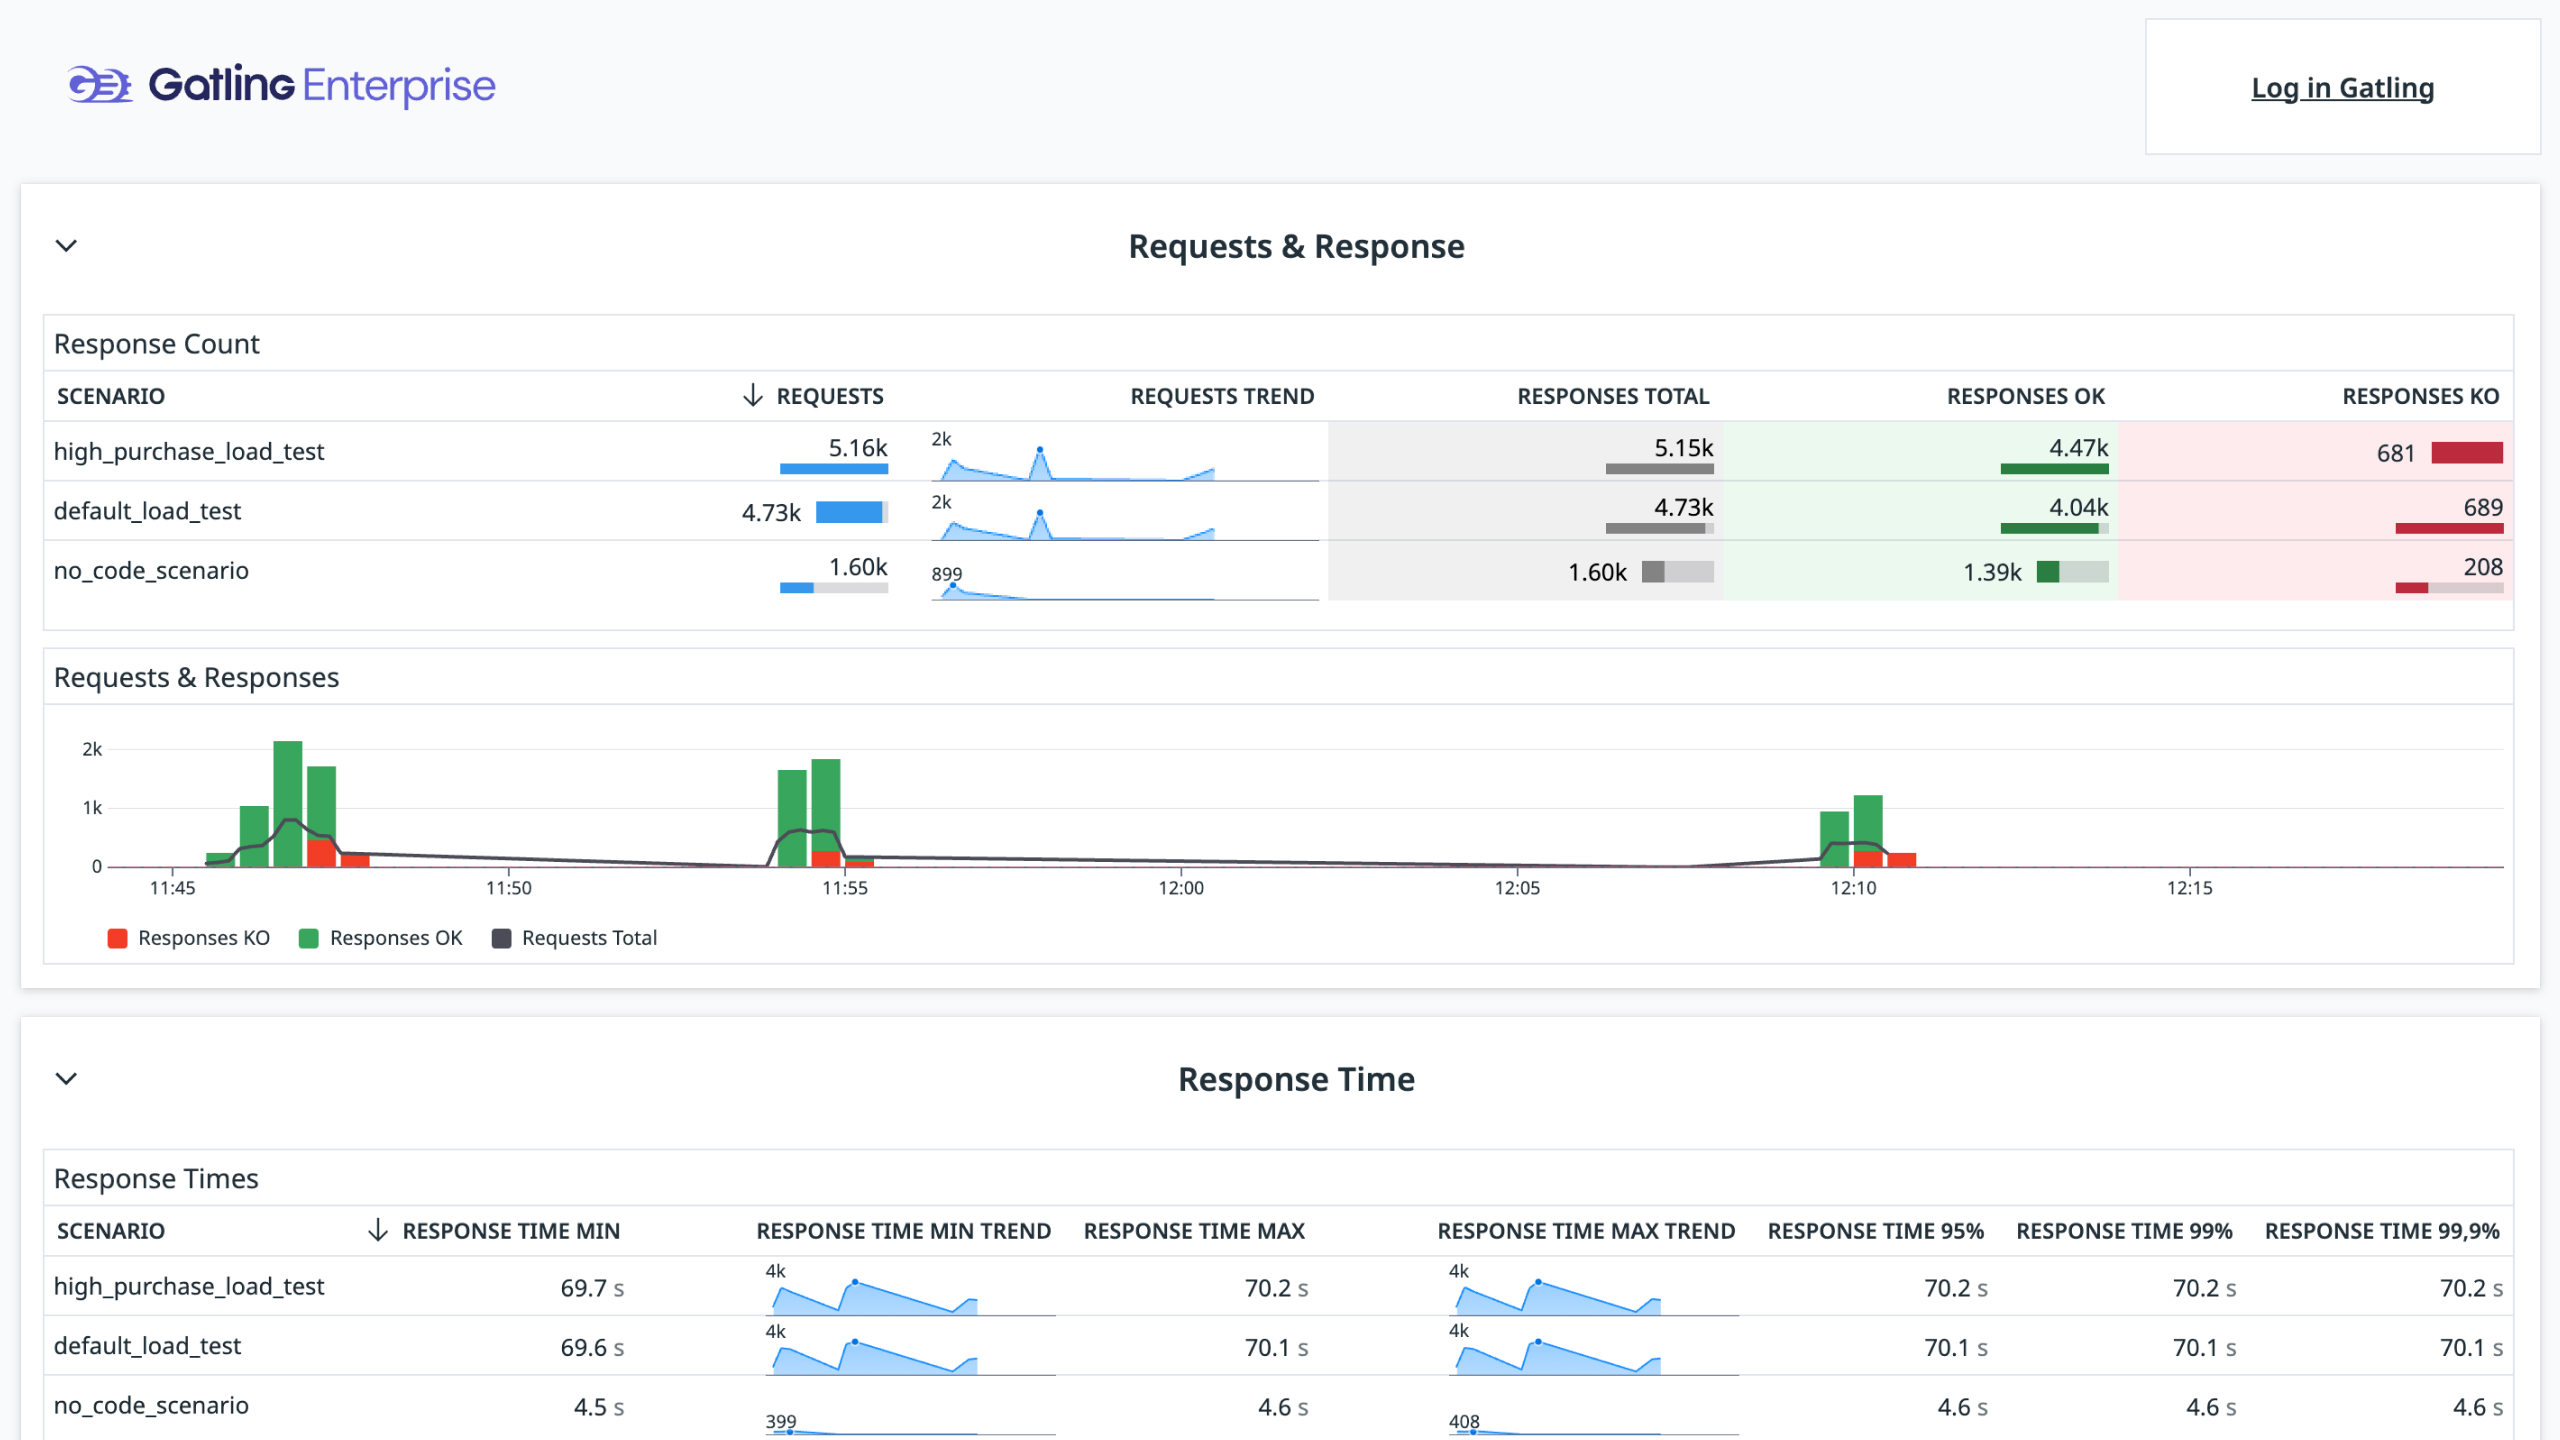 Gatling Enterprise
Log in Gatling
Requests & Response
Response Count
SCENARIO REQUESTS REQUESTS TREND RESPONSES TOTAL RESPONSES OK RESPONSES KO
high_purchase_load_test 5.16k 2k 5.15k 4.47k 681
default_load_test 4.73k 2k 4.73k 4.04k 689
no_code_scenario 1.60k 899 1.60k 1.39k 208
Requests & Responses
2k
1k
0
11:45 11:50 11:55 12:00 12:05 12:10 12:15
Responses KO Responses OK Requests Total
Response Time
Response Times
SCENARIO RESPONSE TIME MIN RESPONSE TIME MIN TREND RESPONSE TIME MAX RESPONSE TIME MAX TREND RESPONSE TIME 95% RESPONSE TIME 99% RESPONSE TIME 99,9%
high_purchase_load_test 69.7 s 4k 70.2 s 4k 70.2 s 70.2 s 70.2 s
default_load_test 69.6 s 4k 70.1 s 4k 70.1 s 70.1 s 70.1 s
no_code_scenario 4.5 s 399 4.6 s 408 4.6 s 4.6 s 4.6 s